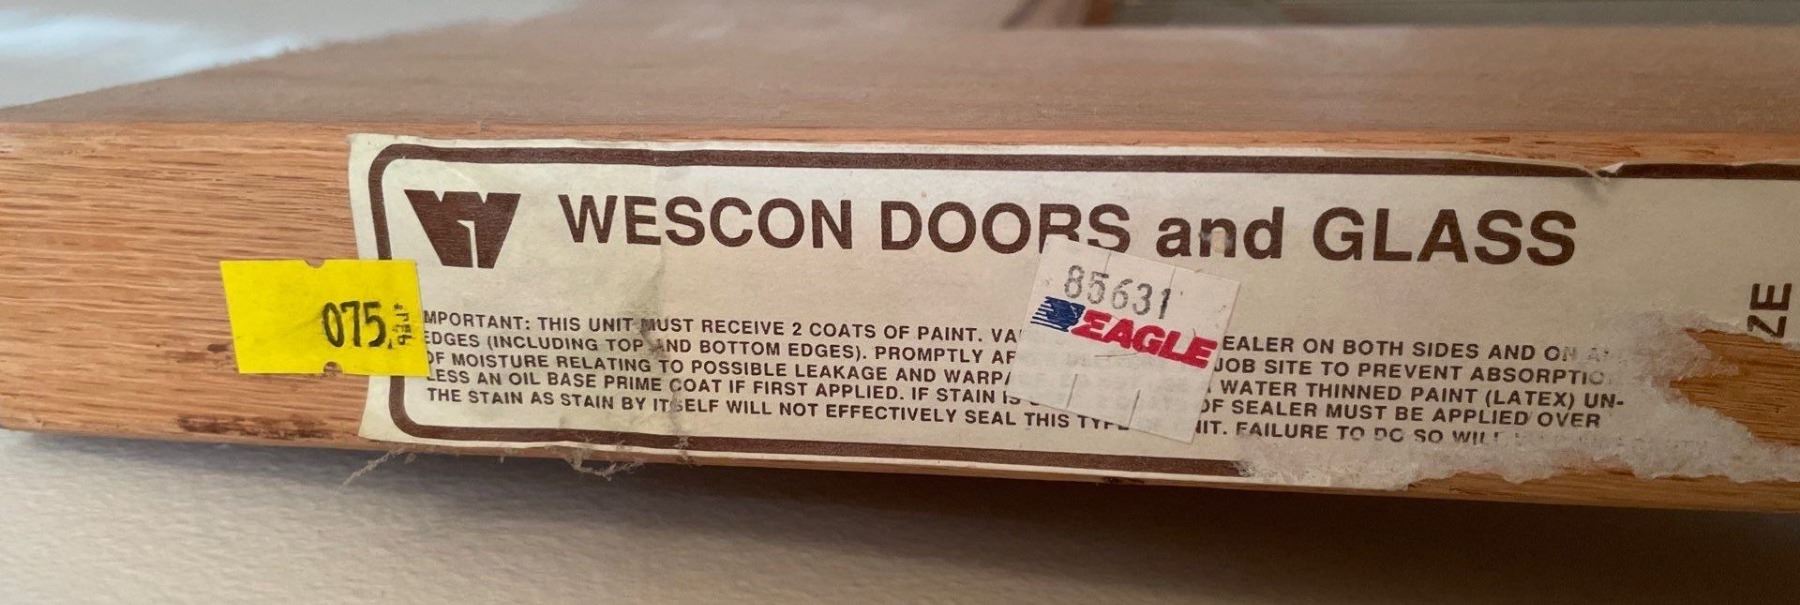 WESCON DOORS and GLASS
075
85631
EAGLE
ZE
MPORTANT: THIS UNIT MUST RECEIVE 2 COATS OF PAINT. VA EALER ON BOTH SIDES AND ON
EDGES (INCLUDING TOP AND BOTTOM EDGES). PROMPTLY AF JOB SITE TO PREVENT ABSORPTIO
OF MOISTURE RELATING TO POSSIBLE LEAKAGE AND WARPA WATER THINNED PAINT (LATEX) UN-
LESS AN OIL BASE PRIME COAT IF FIRST APPLIED. IF STAIN IS OF SEALER MUST BE APPLIED OVER
THE STAIN AS STAIN BY ITSELF WILL NOT EFFECTIVELY SEAL THIS TYPE NIT. FAILURE TO DO SO WILL